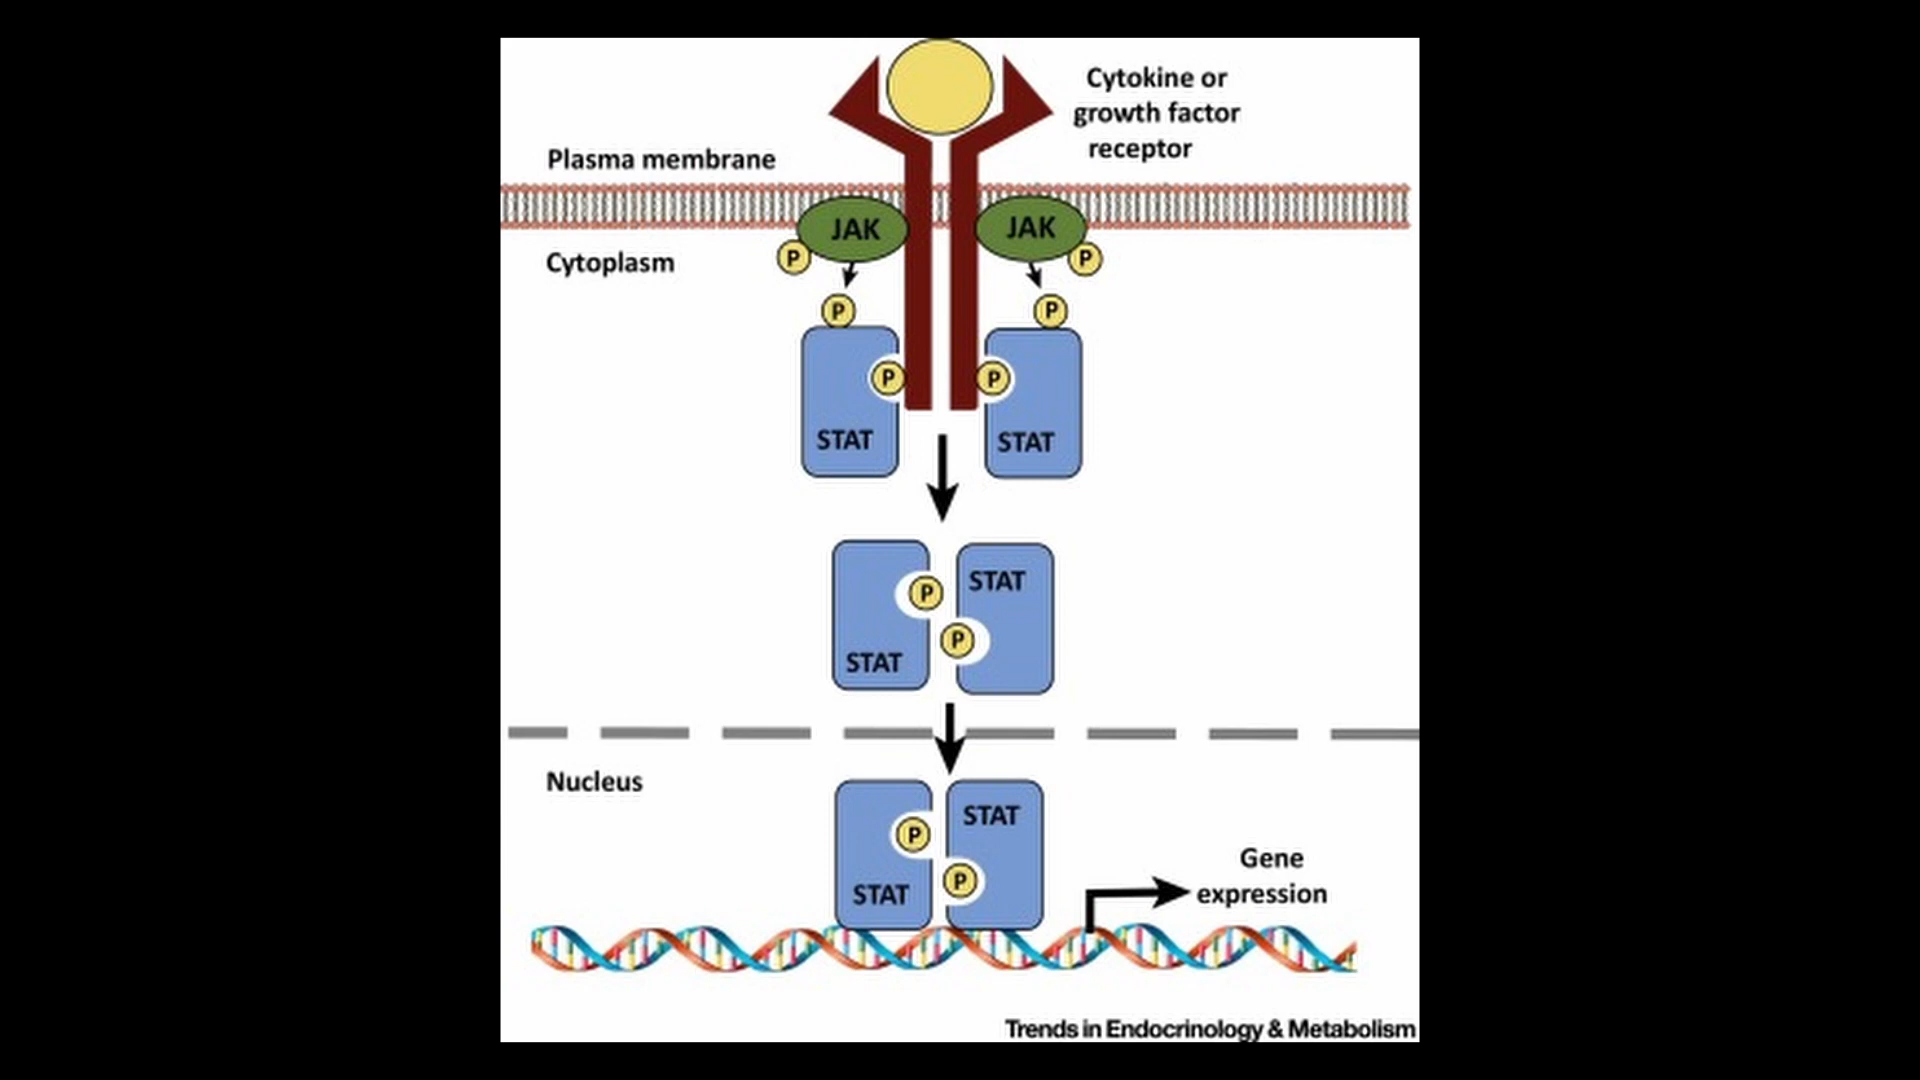 Cytokine or
growth factor
receptor
Plasma membrane
JAK
JAK
P
P
Cytoplasm
P
P
P
P
STAT
STAT
P
STAT
P
STAT
Nucleus
STAT
P
P
STAT
Gene
expression
Trends in Endocrinology & Metabolism